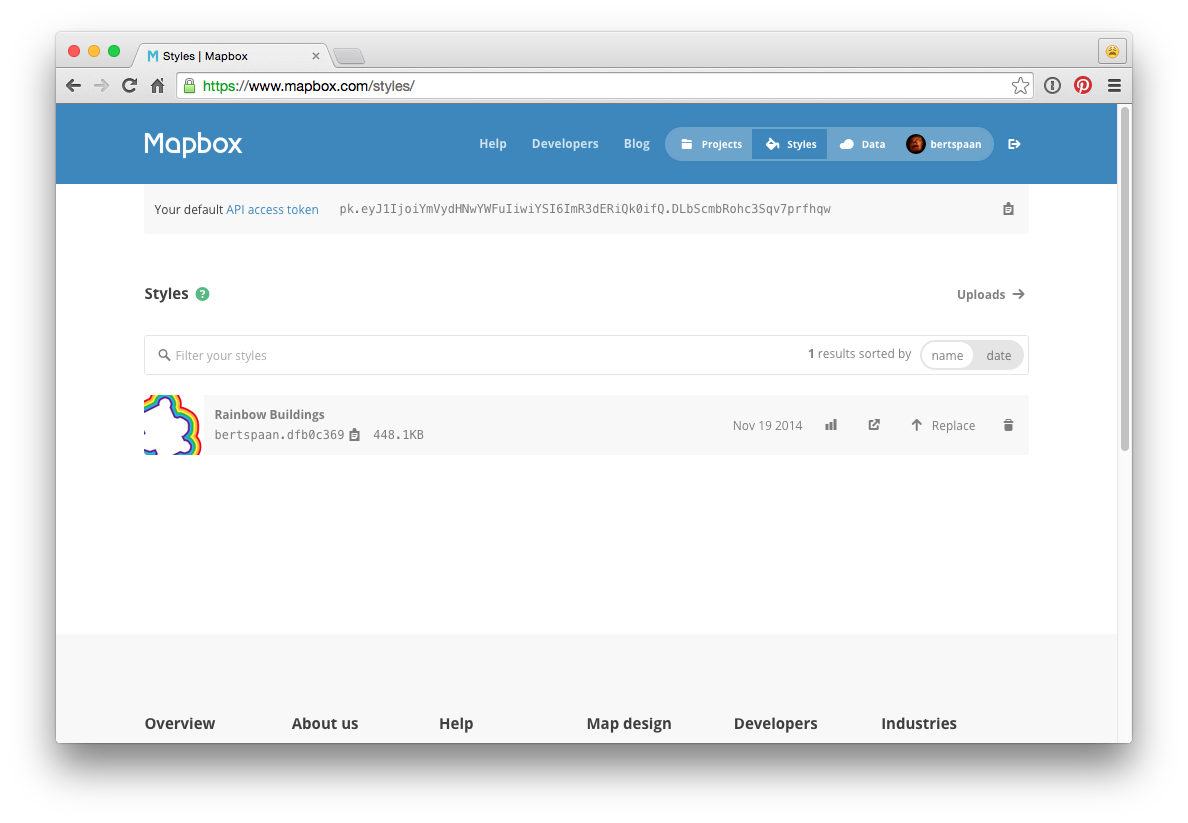 Styles | Mapbox
https://www.mapbox.com/styles/
Mapbox
Help Developers Blog Projects Styles Data bertspaan
Your default API access token pk.eyJ1IjoiYmVydHNwYWFuIiwiYSI6ImR3dERiQk0ifQ.DLbScmbRohc3Sqv7prfhqw
Styles ? Uploads →
Filter your styles 1 results sorted by name date
Rainbow Buildings
bertspaan.dfb0c369 448.1KB Nov 19 2014 Replace
Overview About us Help Map design Developers Industries